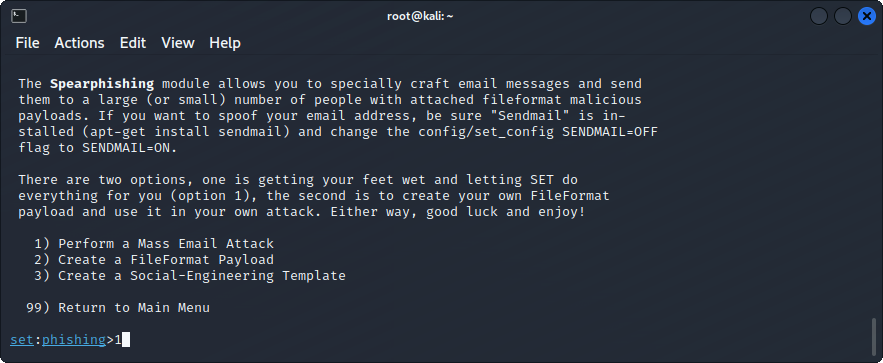 root@kali: ~
File Actions Edit View Help
The Spearphishing module allows you to specially craft email messages and send
them to a large (or small) number of people with attached fileformat malicious
payloads. If you want to spoof your email address, be sure "Sendmail" is in-
stalled (apt-get install sendmail) and change the config/set_config SENDMAIL=OFF
flag to SENDMAIL=ON.
There are two options, one is getting your feet wet and letting SET do
everything for you (option 1), the second is to create your own FileFormat
payload and use it in your own attack. Either way, good luck and enjoy!
1) Perform a Mass Email Attack
2) Create a FileFormat Payload
3) Create a Social-Engineering Template
99) Return to Main Menu
set:phishing>1